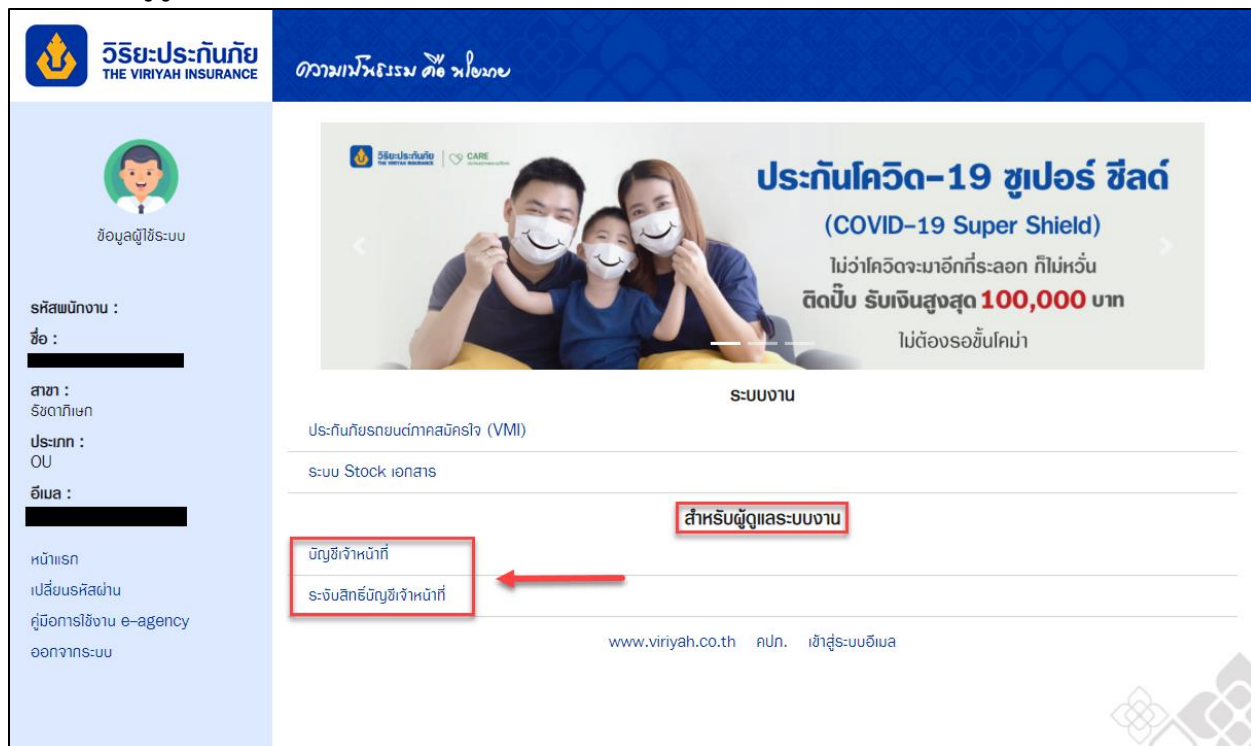 วิริยะประกันภัย
THE VIRIYAH INSURANCE
ความเป็นธรรม คือ นโยบาย
ข้อมูลผู้ใช้ระบบ
รหัสพนักงาน :
ชื่อ :
สาขา :
รัชดาภิเษก
ประเภท :
OU
อีเมล :
หน้าแรก
เปลี่ยนรหัสผ่าน
คู่มือการใช้งาน e-agency
ออกจากระบบ
วิริยะประกันภัย
THE VIRIYAH INSURANCE
CARE
ประกันโควิด-19 ซูเปอร์ ชีลด์
(COVID-19 Super Shield)
ไม่ว่าโควิดจะมาอีกกี่ระลอก ก็ไม่หวั่น
ติดปั๊บ รับเงินสูงสุด 100,000 บาท
ไม่ต้องรอขั้นโคม่า
ระบบงาน
ประกันภัยรถยนต์ภาคสมัครใจ (VMI)
ระบบ Stock เอกสาร
สำหรับผู้ดูแลระบบงาน
บัญชีเจ้าหน้าที่
ระงับสิทธิ์บัญชีเจ้าหน้าที่
www.viriyah.co.th คปภ. เข้าสู่ระบบอีเมล